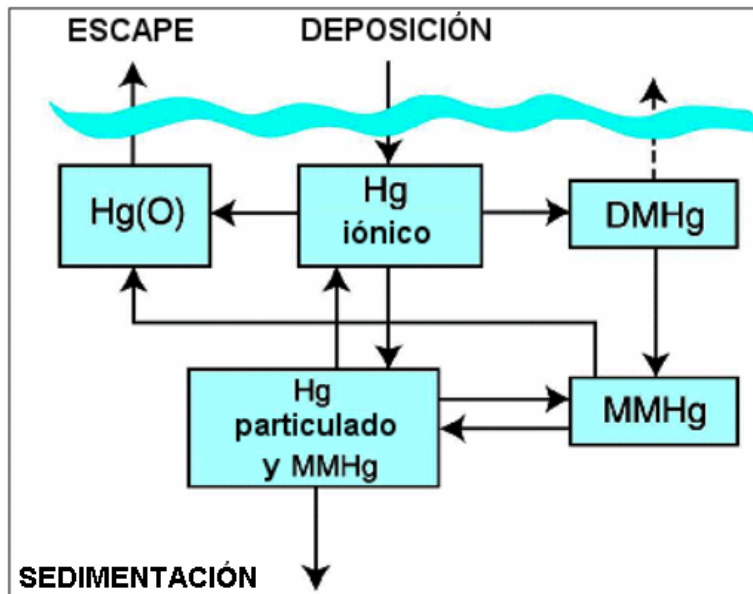 ESCAPE
DEPOSICIÓN
Hg(O)
Hg
iónico
DMHg
Hg
particulado
y MMHg
MMHg
SEDIMENTACIÓN